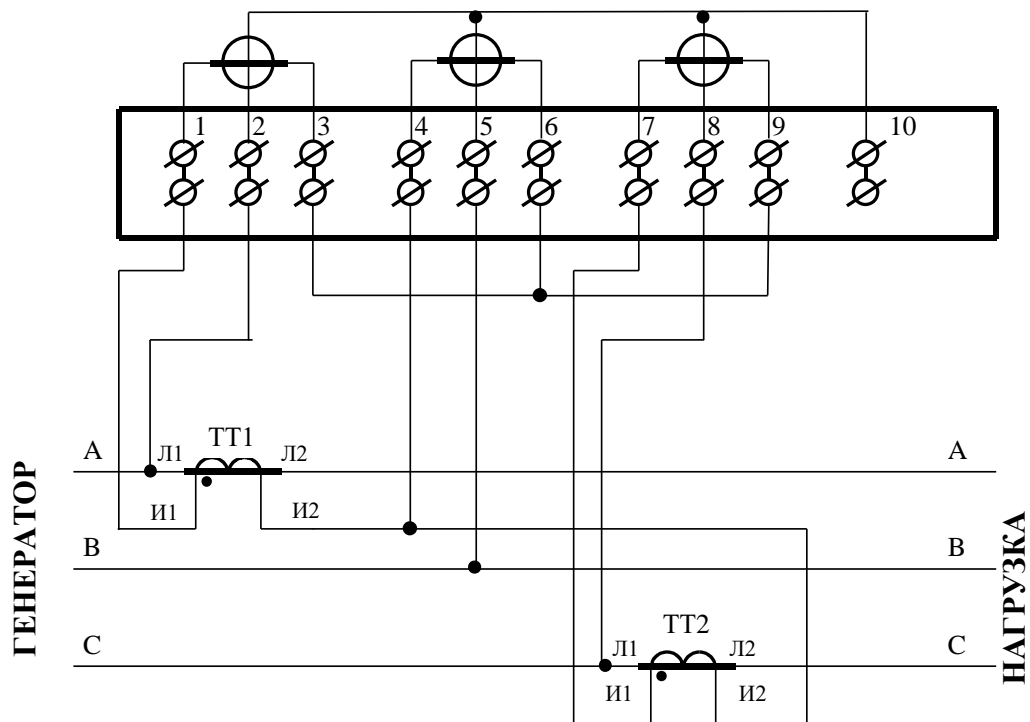 1 2 3 4 5 6 7 8 9 10
ТТ1
А Л1 Л2 А
И1 И2
В В
ТТ2
С Л1 Л2 С
И1 И2
ГЕНЕРАТОР
НАГРУЗКА